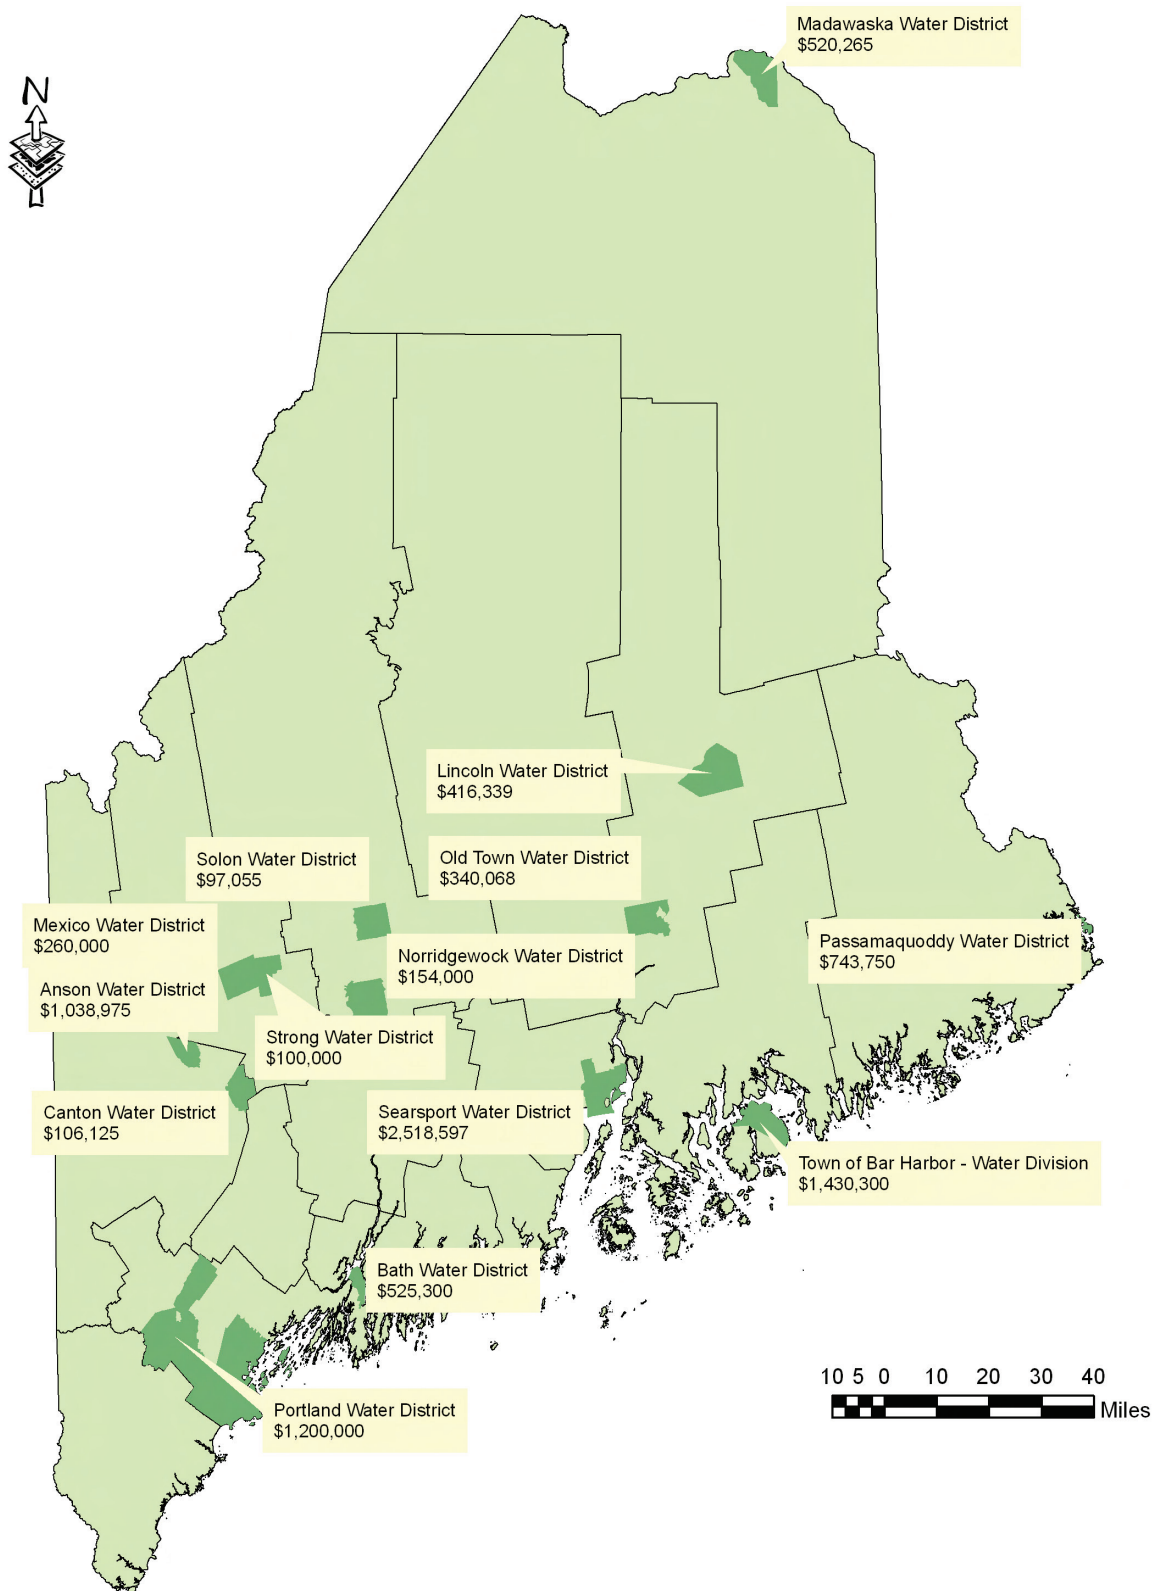 Madawaska Water District
$520,265
N
Lincoln Water District
$416,339
Solon Water District
$97,055
Old Town Water District
$340,068
Mexico Water District
$260,000
Norridgewock Water District
$154,000
Passamaquoddy Water District
$743,750
Anson Water District
$1,038,975
Strong Water District
$100,000
Canton Water District
$106,125
Searsport Water District
$2,518,597
Town of Bar Harbor - Water Division
$1,430,300
Bath Water District
$525,300
Portland Water District
$1,200,000
10 5 0 10 20 30 40
Miles